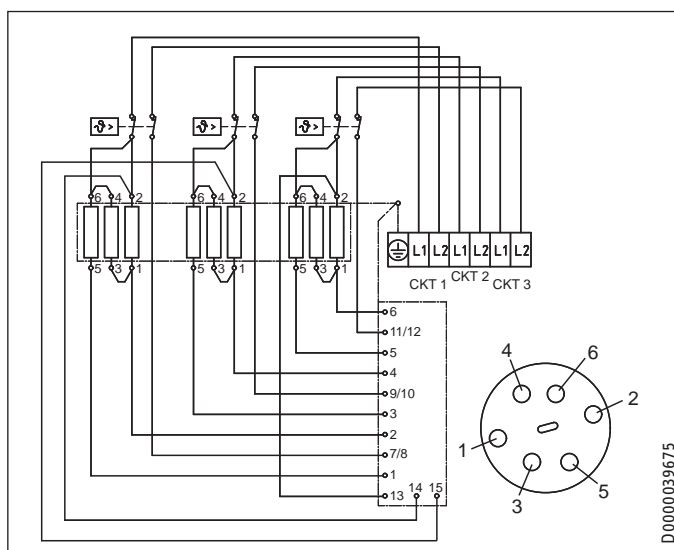 ϑ > ϑ > ϑ >
6 4 2 6 4 2 6 4 2
5 3 1 5 3 1 5 3 1
L1 L2 L1 L2 L1 L2
CKT 1 CKT 2 CKT 3
6
11/12
5
4
9/10
3
2
7/8
1
13 14 15
4 6
2
1
3 5
D0000039675